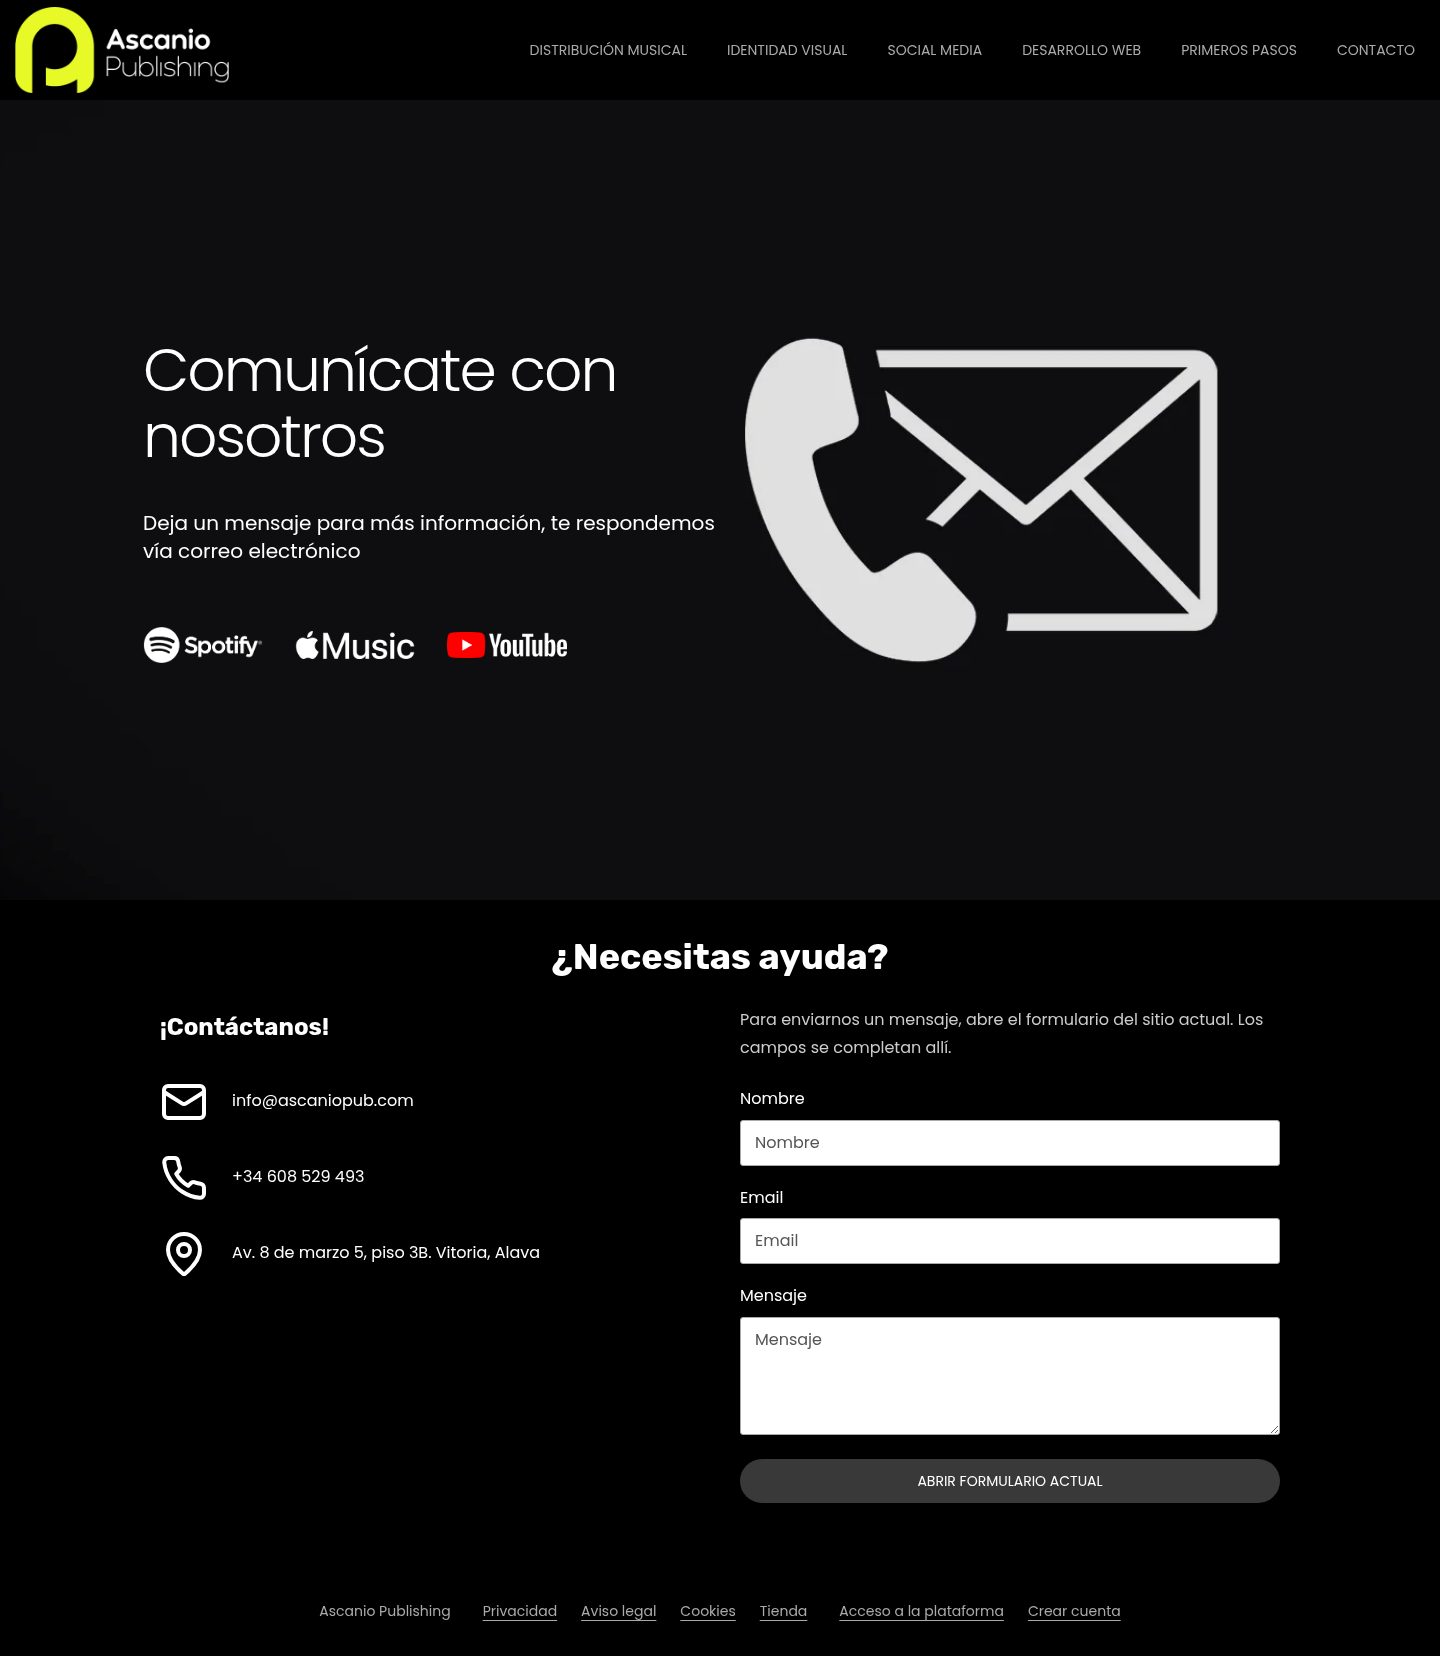 Ascanio
Publishing
DISTRIBUCIÓN MUSICAL
IDENTIDAD VISUAL
SOCIAL MEDIA
DESARROLLO WEB
PRIMEROS PASOS
CONTACTO
Comunícate con
nosotros
Deja un mensaje para más información, te respondemos
vía correo electrónico
Spotify
Music
YouTube
¿Necesitas ayuda?
¡Contáctanos!
info@ascaniopub.com
+34 608 529 493
Av. 8 de marzo 5, piso 3B. Vitoria, Alava
Para enviarnos un mensaje, abre el formulario del sitio actual. Los
campos se completan allí.
Nombre
Nombre
Email
Email
Mensaje
Mensaje
ABRIR FORMULARIO ACTUAL
Ascanio Publishing
Privacidad
Aviso legal
Cookies
Tienda
Acceso a la plataforma
Crear cuenta